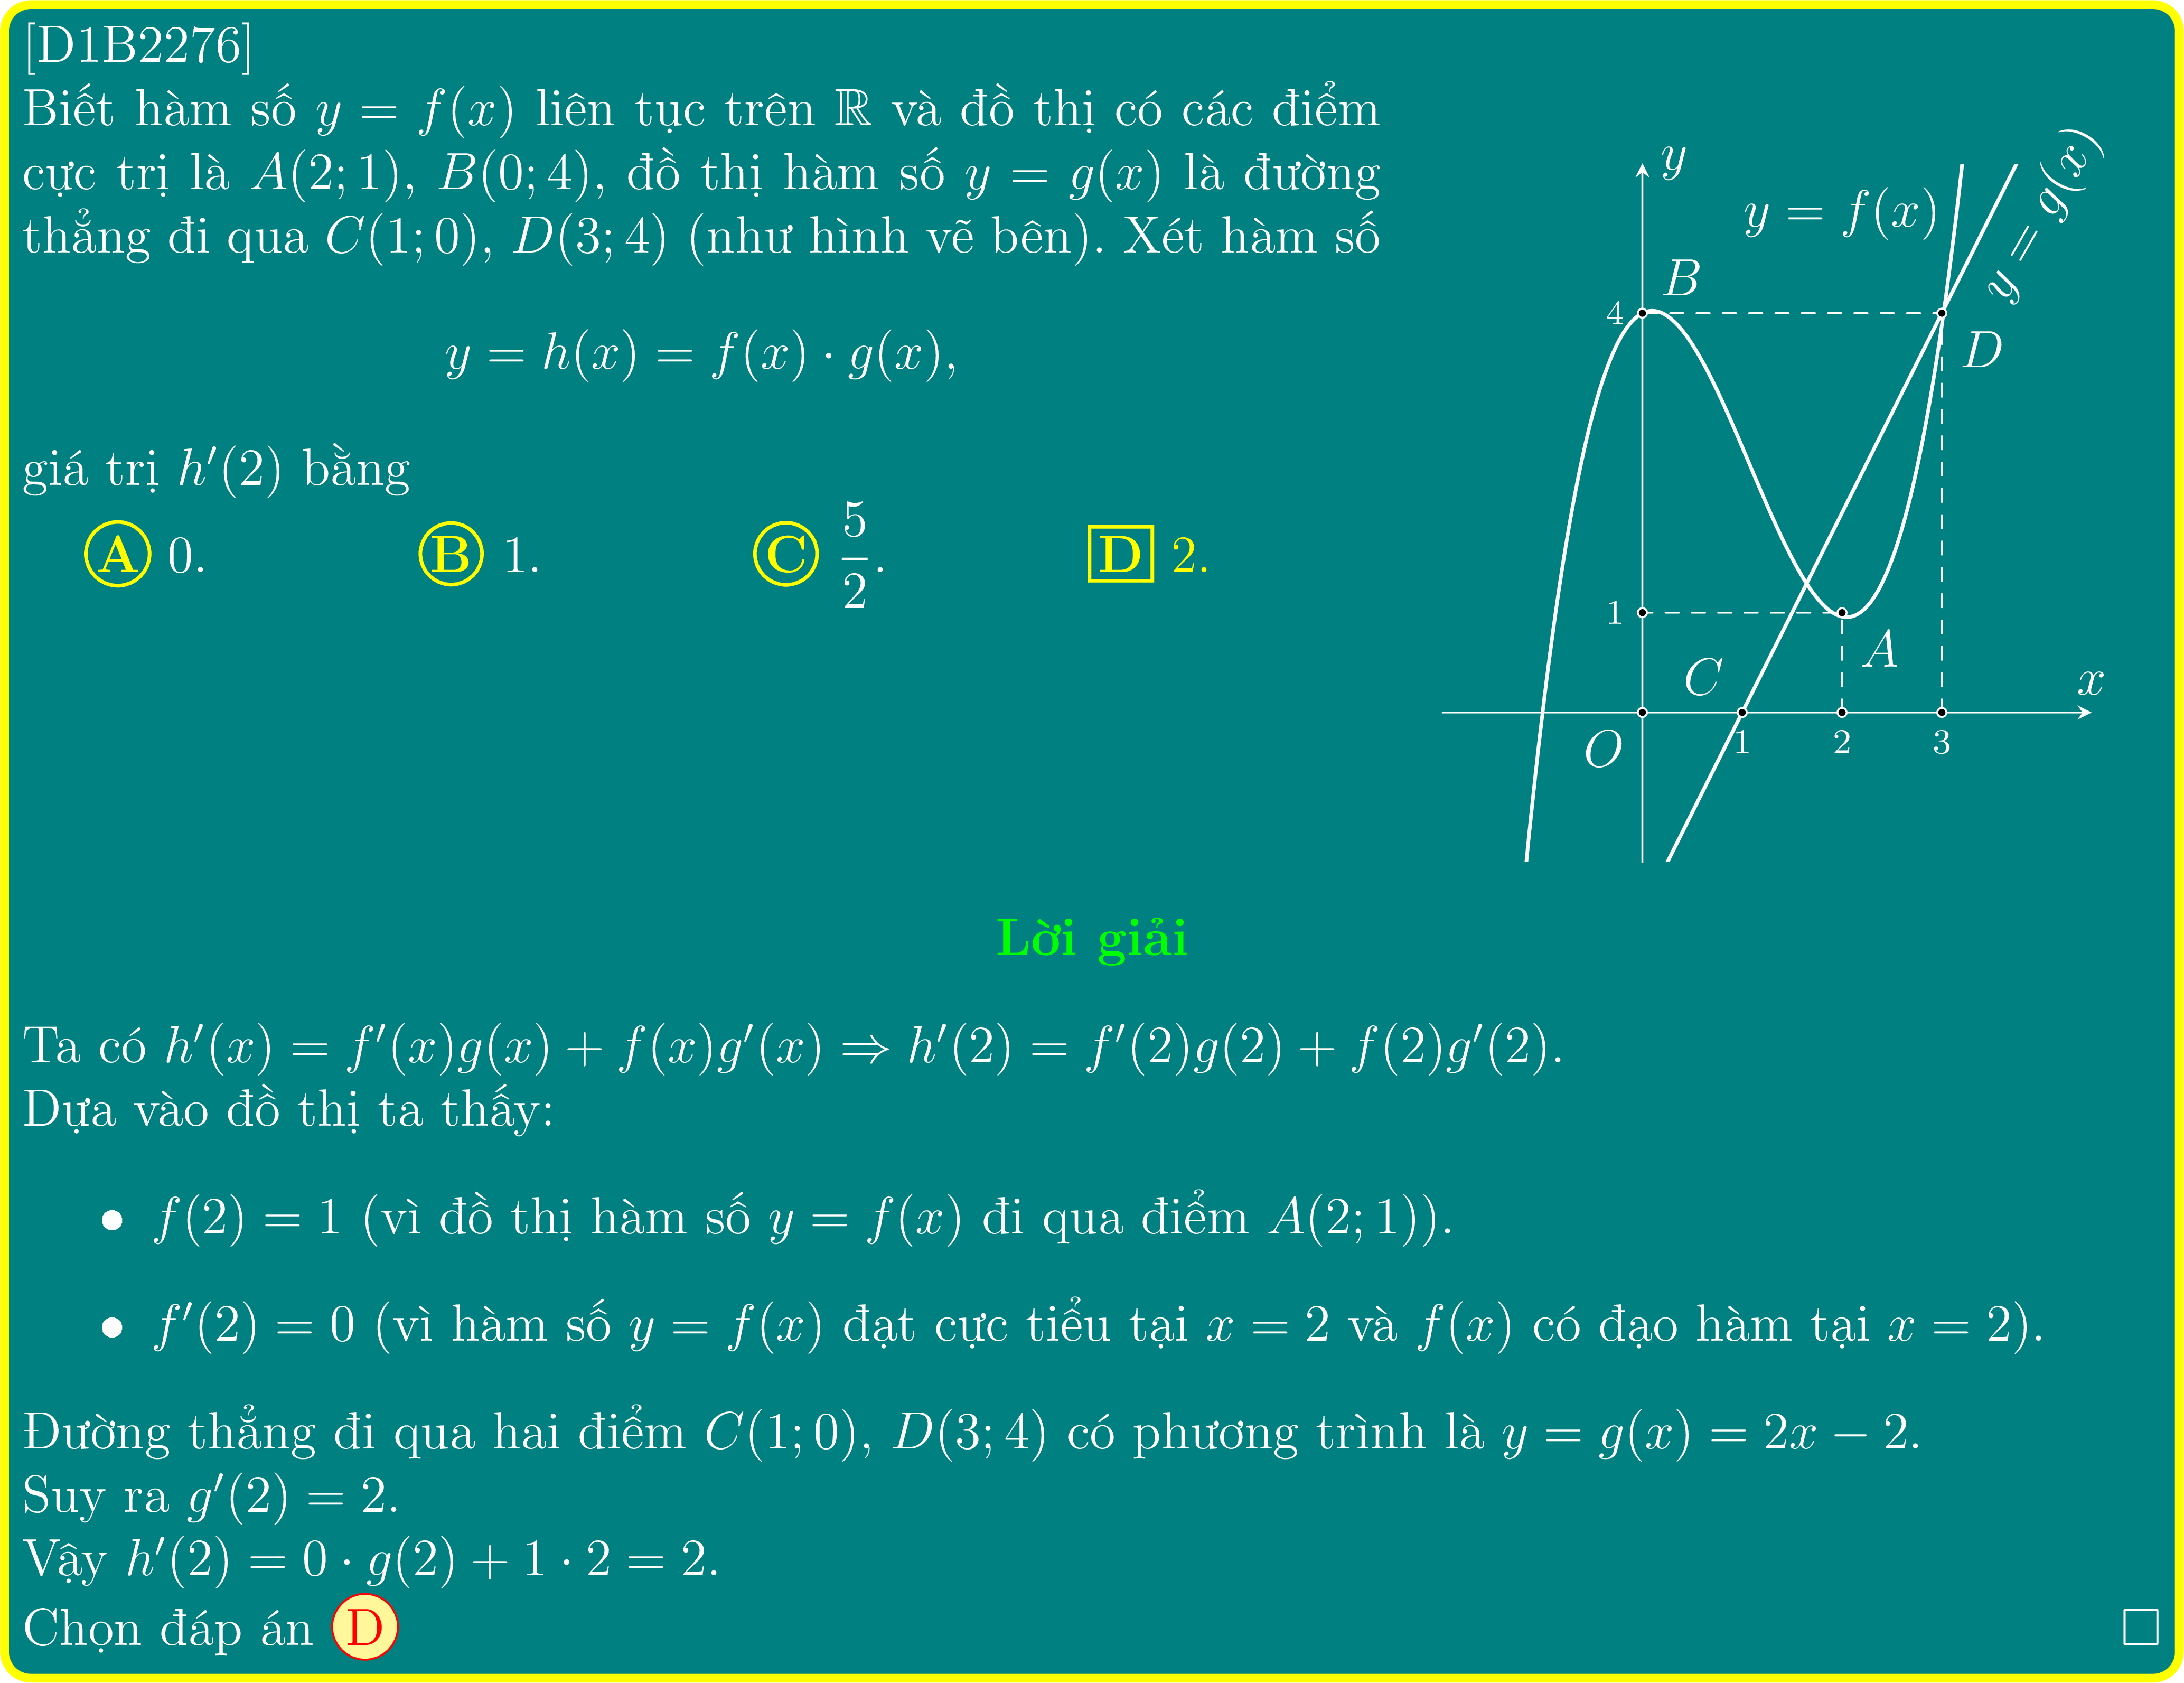 [D1B2276]
Biết hàm số y = f(x) liên tục trên ℝ và đồ thị có các điểm
cực trị là A(2; 1), B(0; 4), đồ thị hàm số y = g(x) là đường
thẳng đi qua C(1; 0), D(3; 4) (như hình vẽ bên). Xét hàm số
y = h(x) = f(x) · g(x),
giá trị h′(2) bằng
A 0.
B 1.
C 5/2.
D 2.
y
y = f(x)
y = g(x)
B
4
D
1
A
C
x
O
1
2
3
Lời giải
Ta có h′(x) = f′(x)g(x) + f(x)g′(x) ⇒ h′(2) = f′(2)g(2) + f(2)g′(2).
Dựa vào đồ thị ta thấy:
• f(2) = 1 (vì đồ thị hàm số y = f(x) đi qua điểm A(2; 1)).
• f′(2) = 0 (vì hàm số y = f(x) đạt cực tiểu tại x = 2 và f(x) có đạo hàm tại x = 2).
Đường thẳng đi qua hai điểm C(1; 0), D(3; 4) có phương trình là y = g(x) = 2x − 2.
Suy ra g′(2) = 2.
Vậy h′(2) = 0 · g(2) + 1 · 2 = 2.
Chọn đáp án D □